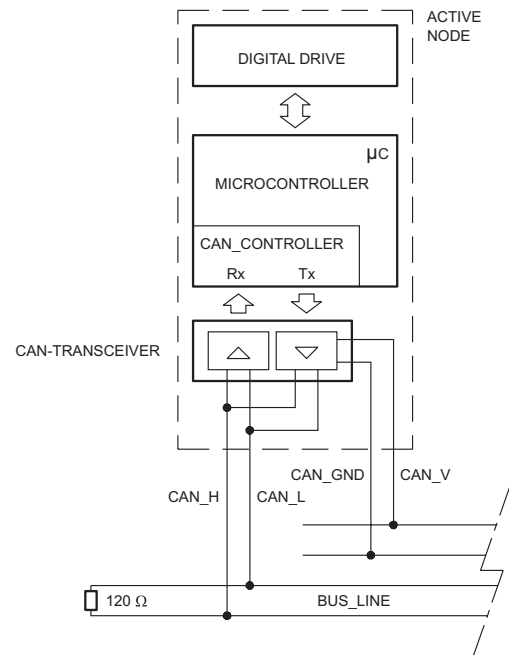 ACTIVE
NODE
DIGITAL DRIVE
µC
MICROCONTROLLER
CAN_CONTROLLER
Rx Tx
CAN-TRANSCEIVER
CAN_GND CAN_V
CAN_H CAN_L
120 Ω BUS_LINE